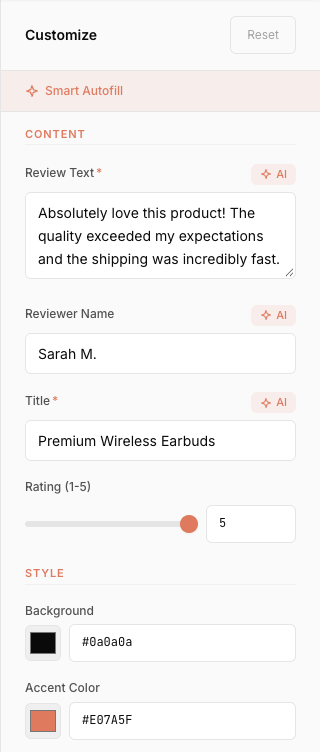 Customize
Reset
Smart Autofill
CONTENT
Review Text*
AI
Absolutely love this product! The
quality exceeded my expectations
and the shipping was incredibly fast.
Reviewer Name
AI
Sarah M.
Title*
AI
Premium Wireless Earbuds
Rating (1-5)
5
STYLE
Background
#0a0a0a
Accent Color
#E07A5F